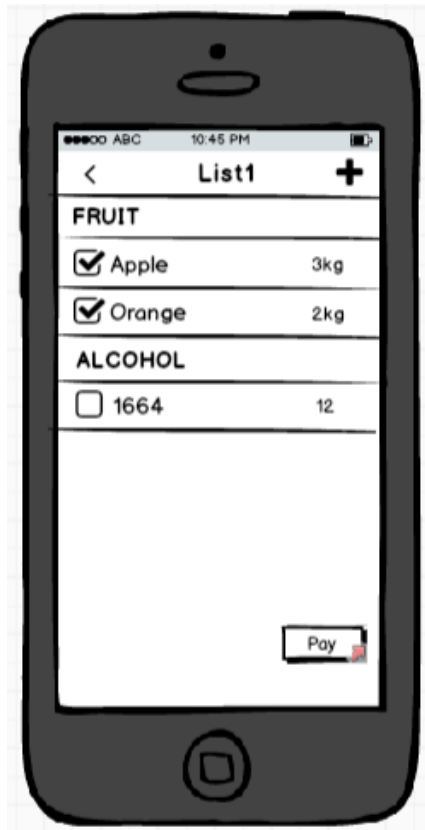 ABC 10:45 PM
< List1 +
FRUIT
Apple 3kg
Orange 2kg
ALCOHOL
1664 12
Pay